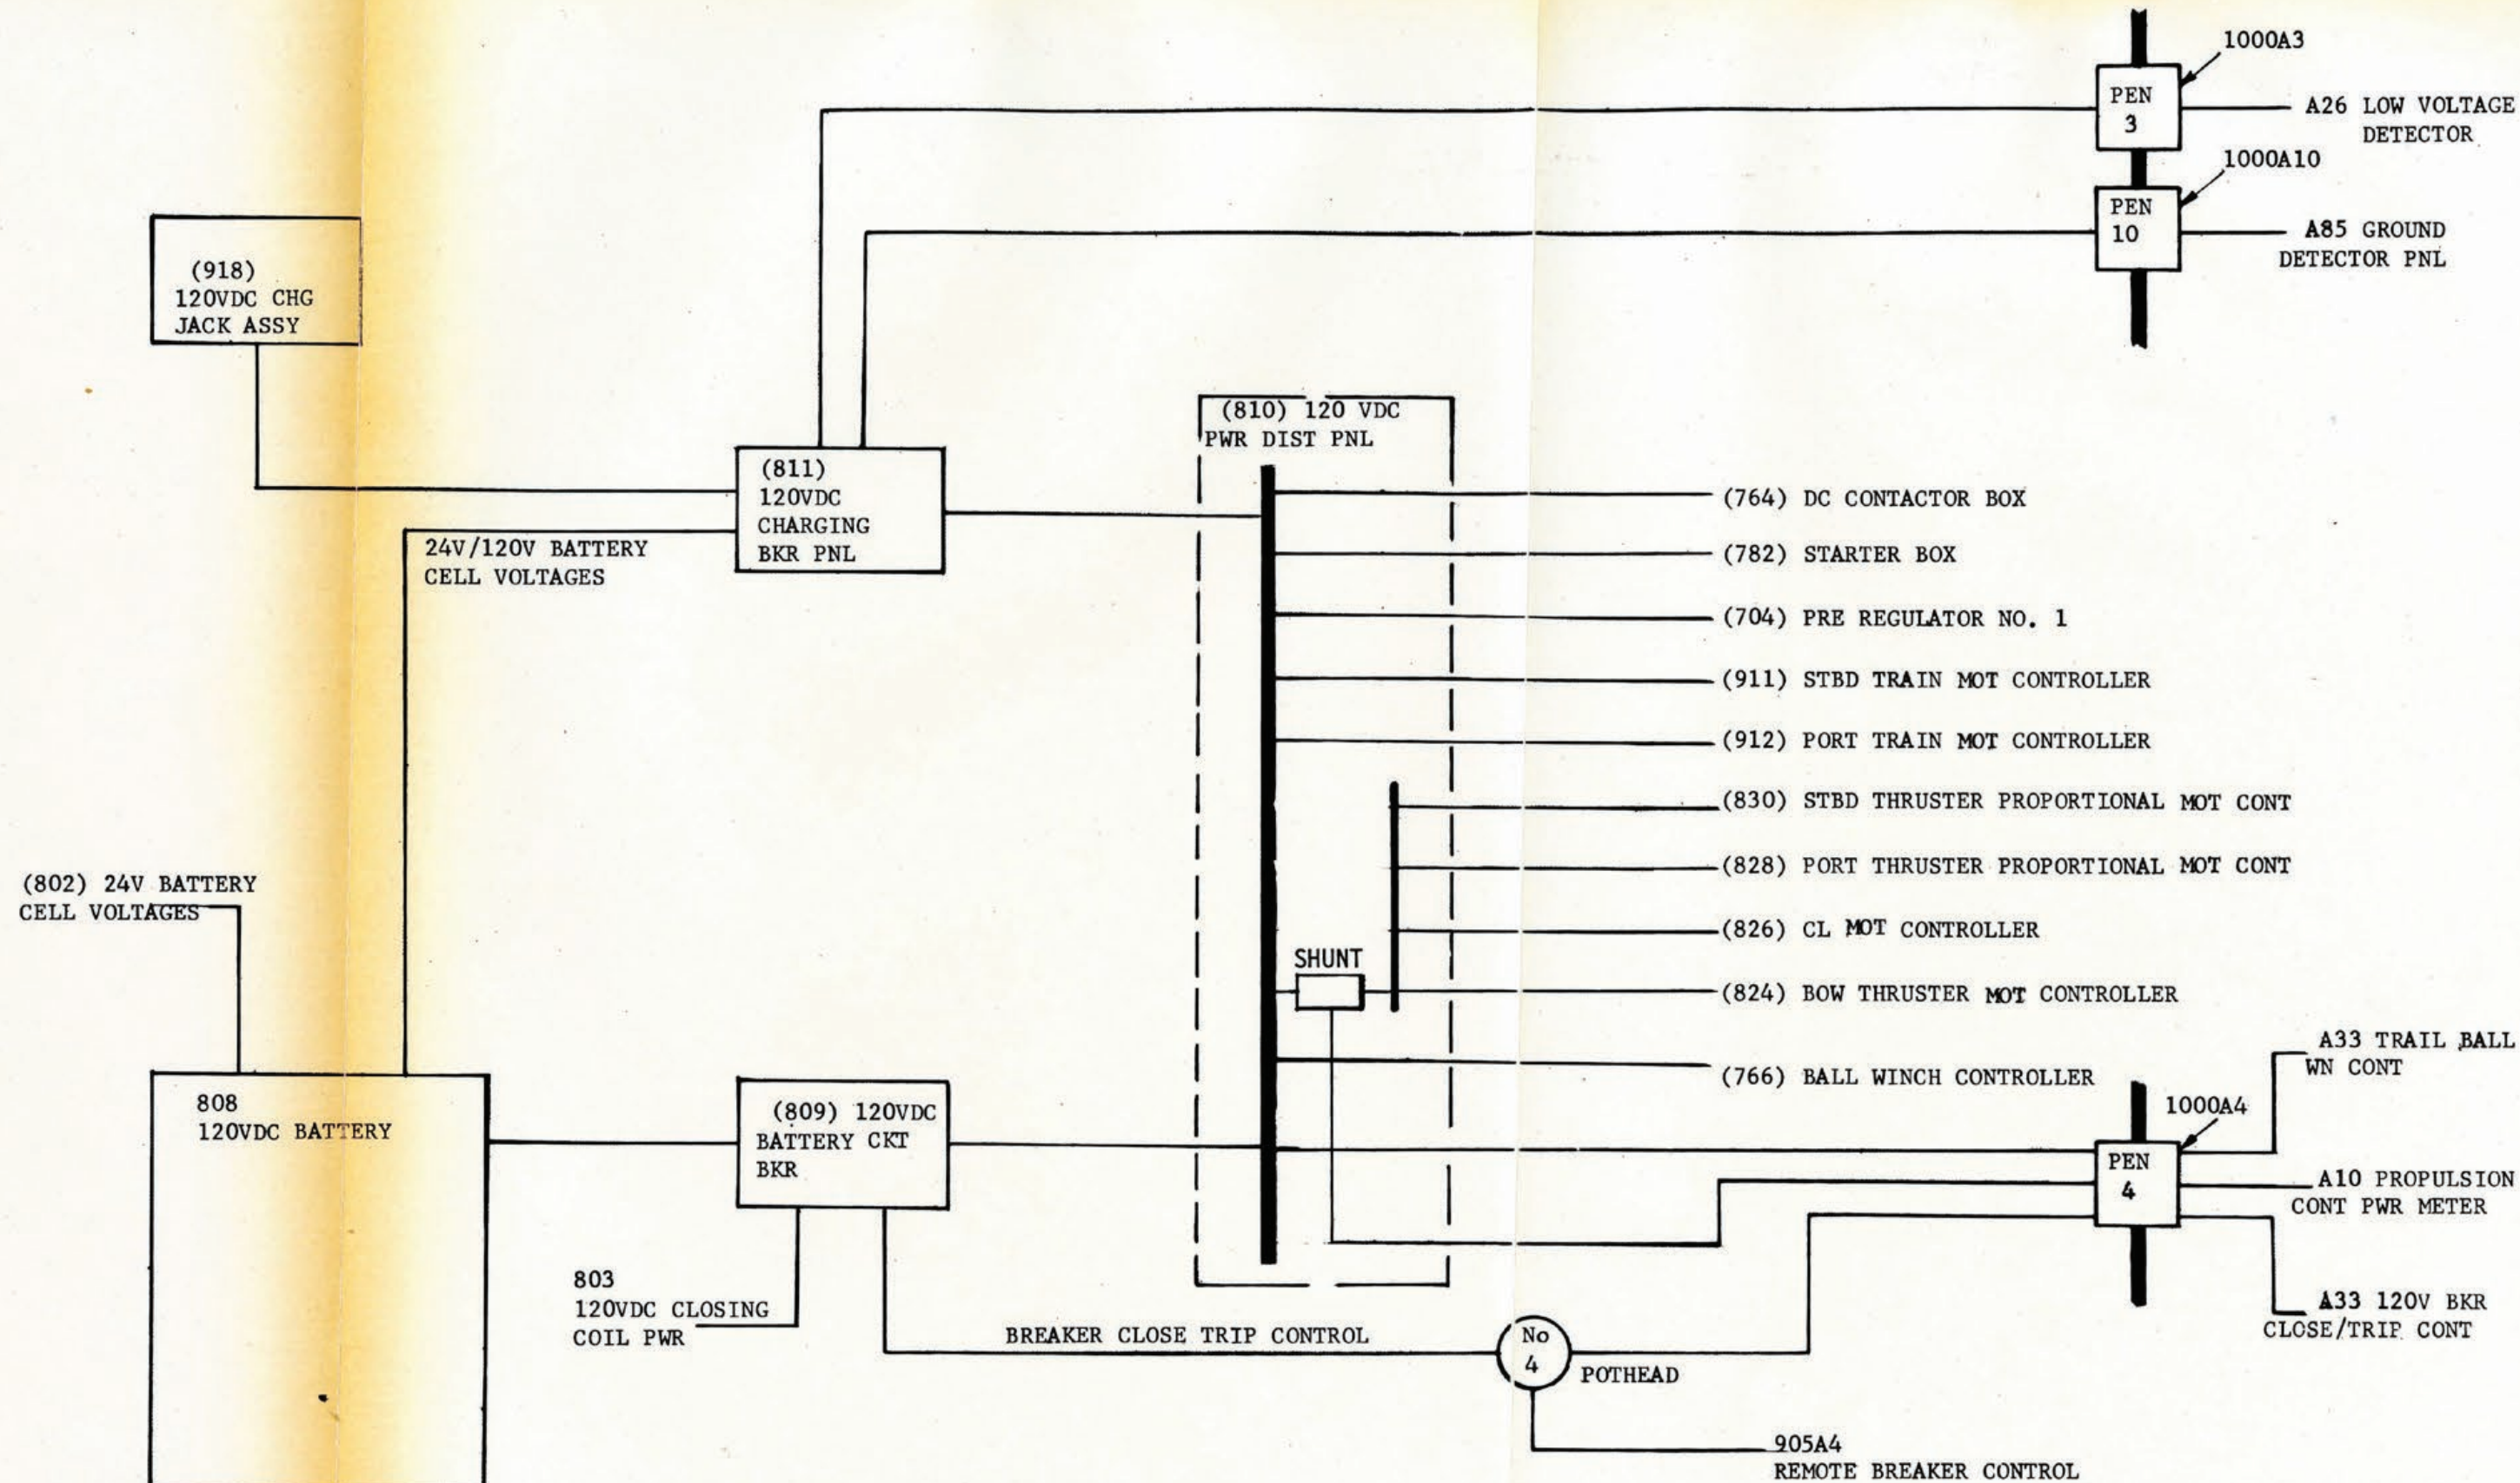 1000A3
PEN
3
A26 LOW VOLTAGE
DETECTOR
1000A10
PEN
10
A85 GROUND
DETECTOR PNL
(918)
120VDC CHG
JACK ASSY
(811)
120VDC
CHARGING
BKR PNL
24V/120V BATTERY
CELL VOLTAGES
(810) 120 VDC
PWR DIST PNL
(764) DC CONTACTOR BOX
(782) STARTER BOX
(704) PRE REGULATOR NO. 1
(911) STBD TRAIN MOT CONTROLLER
(912) PORT TRAIN MOT CONTROLLER
(830) STBD THRUSTER PROPORTIONAL MOT CONT
(828) PORT THRUSTER PROPORTIONAL MOT CONT
(826) CL MOT CONTROLLER
SHUNT
(824) BOW THRUSTER MOT CONTROLLER
(766) BALL WINCH CONTROLLER
(802) 24V BATTERY
CELL VOLTAGES
808
120VDC BATTERY
(809) 120VDC
BATTERY CKT
BKR
803
120VDC CLOSING
COIL PWR
BREAKER CLOSE TRIP CONTROL
No
4
POTHEAD
905A4
REMOTE BREAKER CONTROL
1000A4
PEN
4
A33 TRAIL BALL
WN CONT
A10 PROPULSION
CONT PWR METER
A33 120V BKR
CLOSE/TRIP CONT